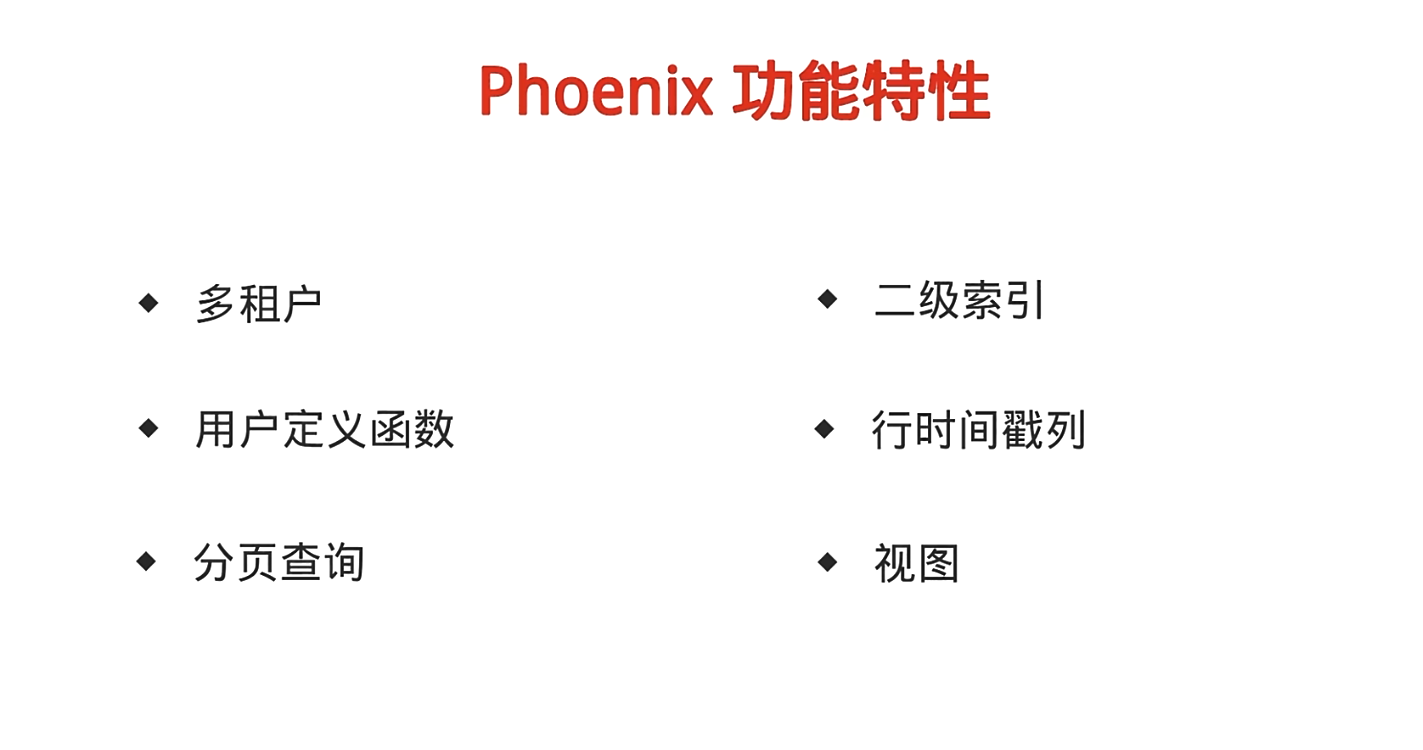 Phoenix 功能特性
◆ 多租户
◆ 二级索引
◆ 用户定义函数
◆ 行时间戳列
◆ 分页查询
◆ 视图